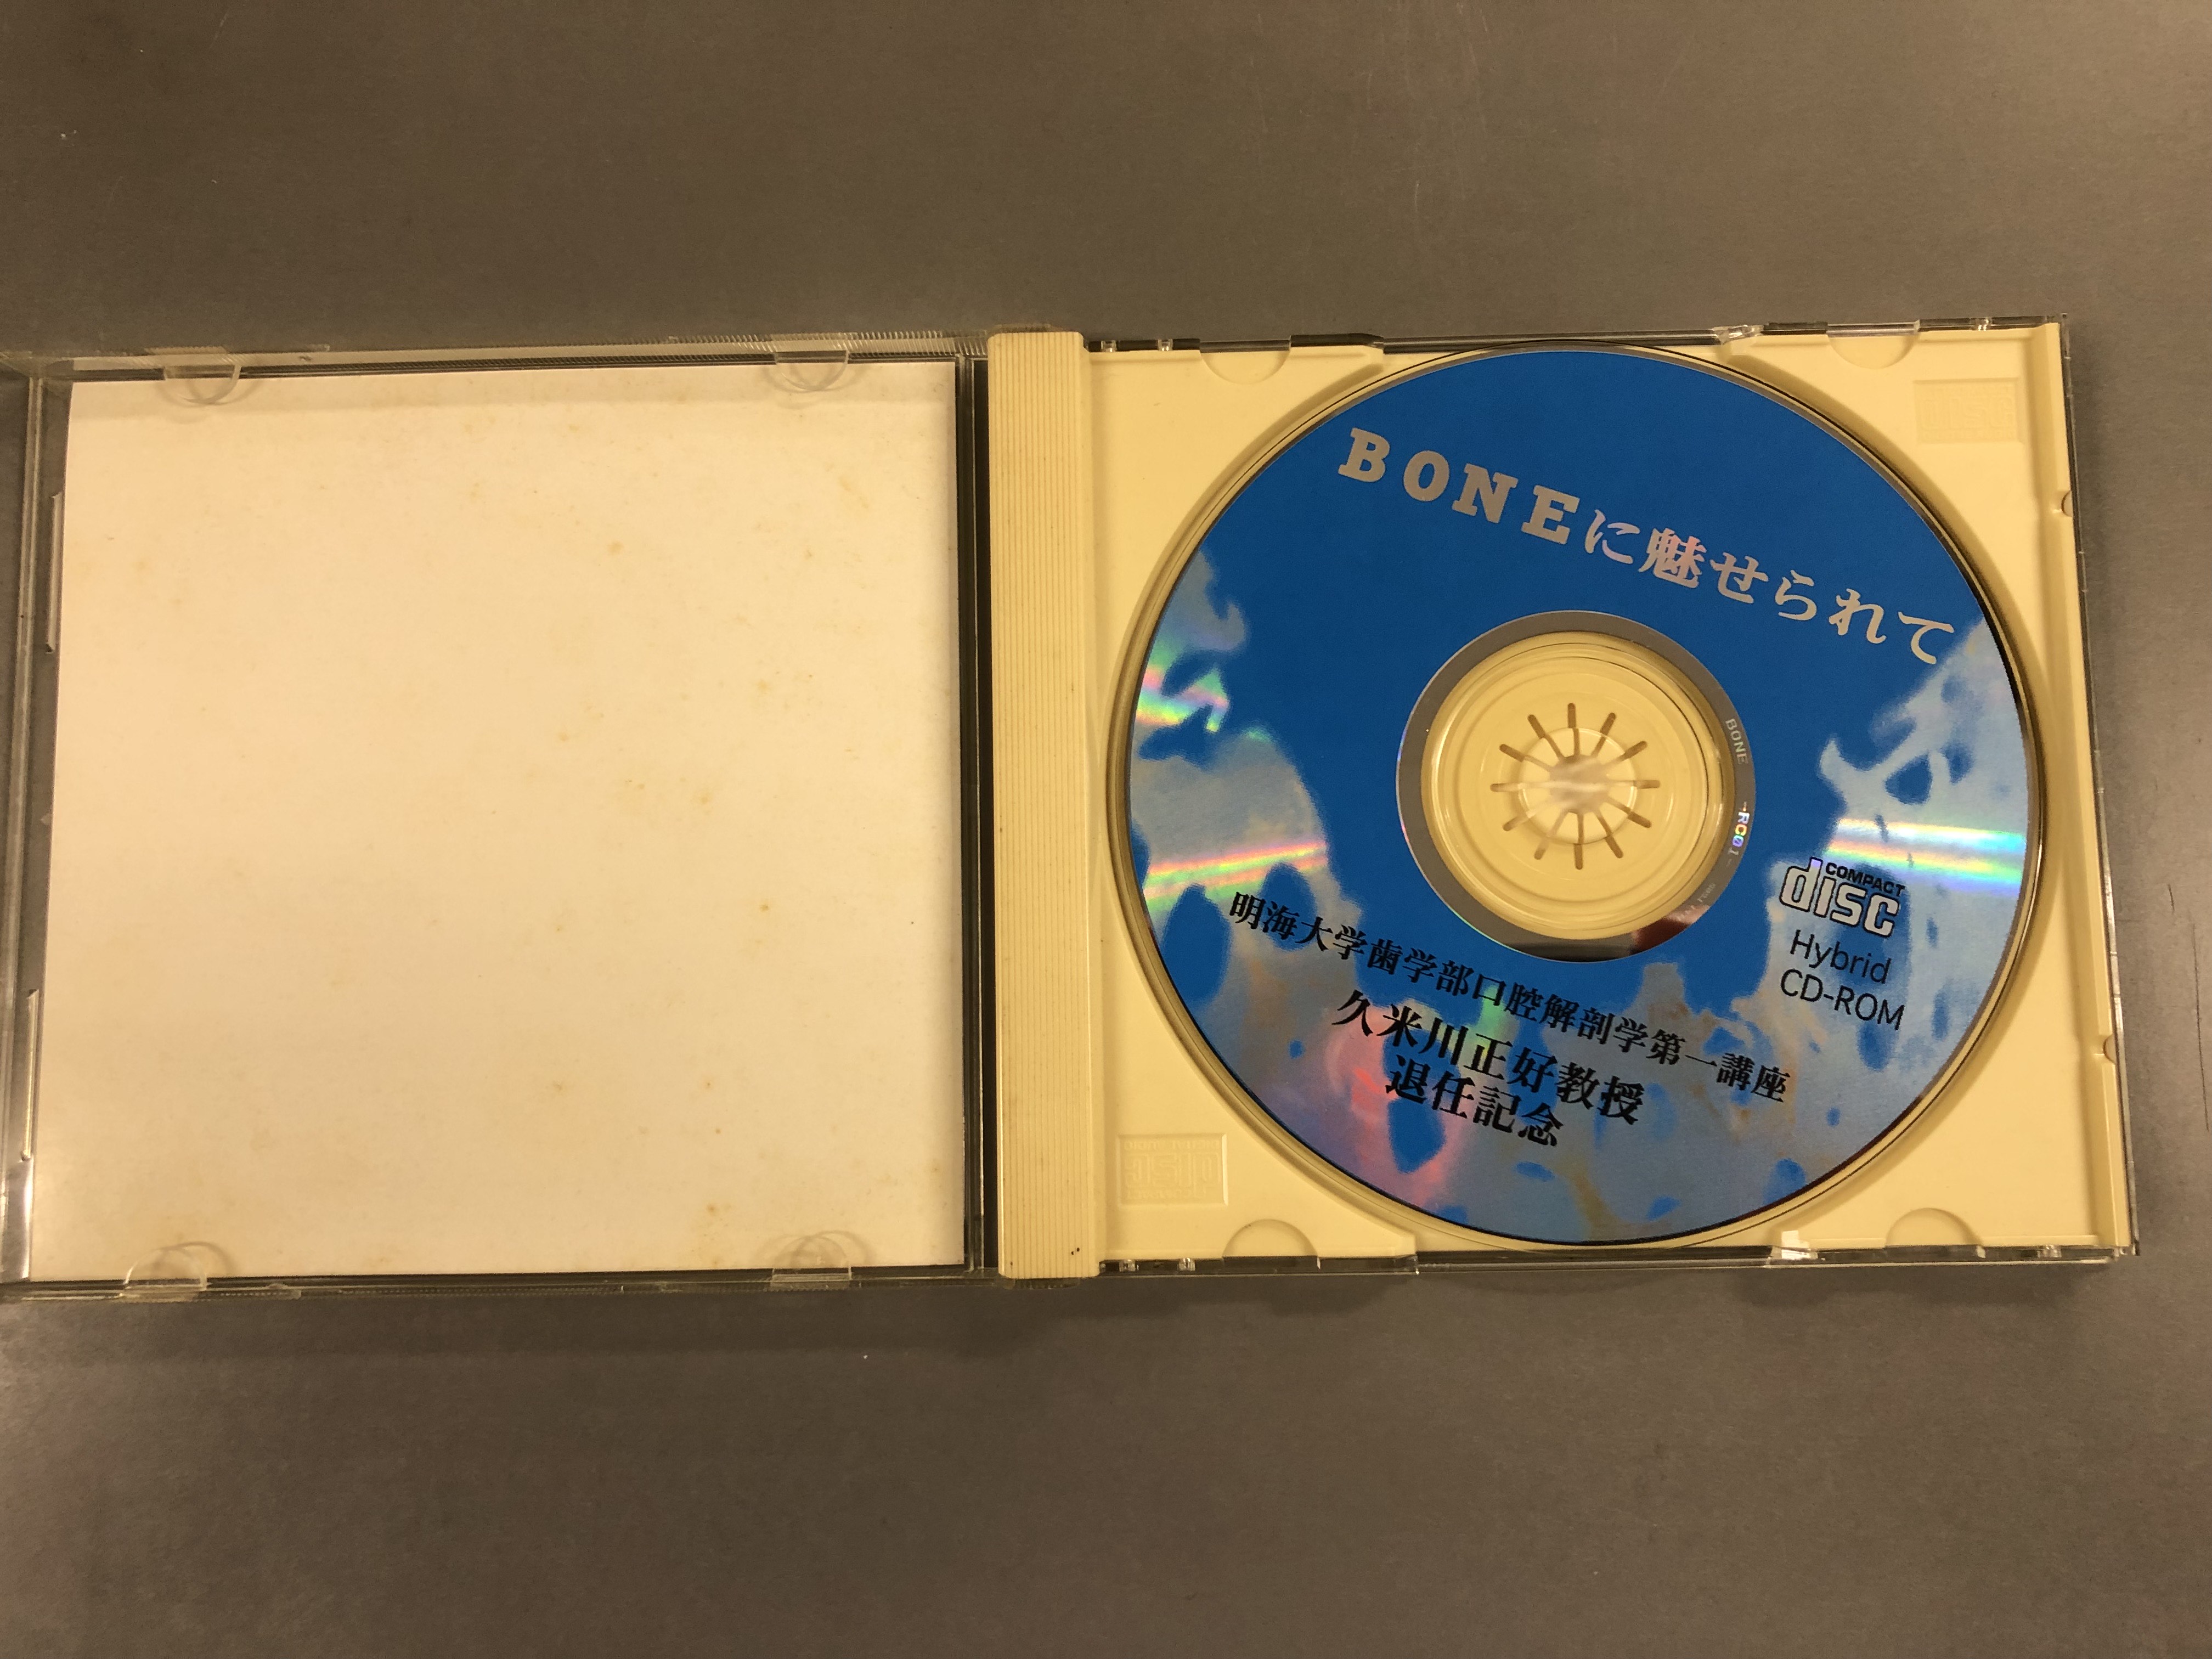 BONEに魅せられて
BONE
-RC01
COMPACT
disc
Hybrid
CD-ROM
明海大学歯学部口腔解剖学第一講座
久米川正好教授
退任記念